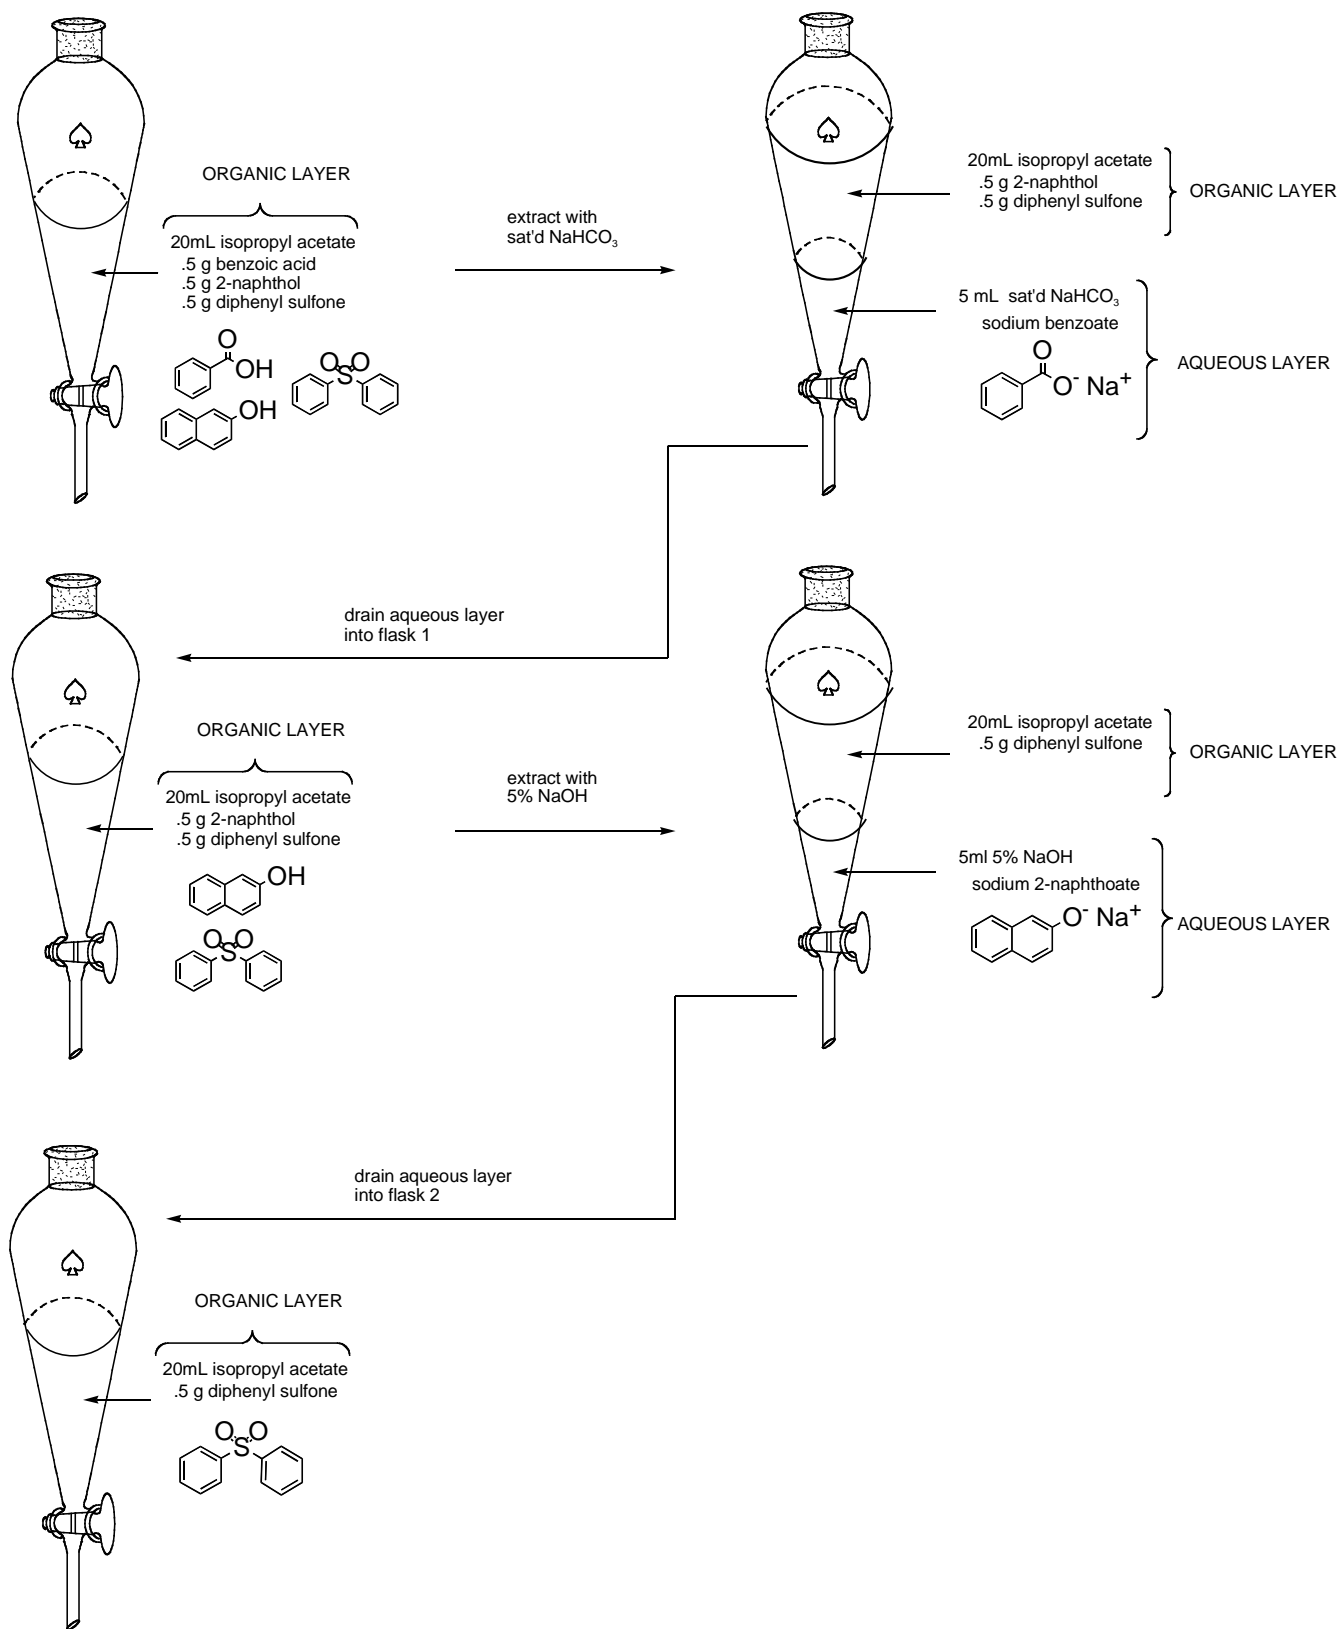 ORGANIC LAYER
20mL isopropyl acetate
.5 g benzoic acid
.5 g 2-naphthol
.5 g diphenyl sulfone
O
OH
O O
S
OH
extract with
sat'd NaHCO₃
20mL isopropyl acetate
.5 g 2-naphthol
.5 g diphenyl sulfone
ORGANIC LAYER
5 mL sat'd NaHCO₃
sodium benzoate
O
O⁻ Na⁺
AQUEOUS LAYER
drain aqueous layer
into flask 1
ORGANIC LAYER
20mL isopropyl acetate
.5 g 2-naphthol
.5 g diphenyl sulfone
OH
O O
S
extract with
5% NaOH
20mL isopropyl acetate
.5 g diphenyl sulfone
ORGANIC LAYER
5ml 5% NaOH
sodium 2-naphthoate
O⁻ Na⁺
AQUEOUS LAYER
drain aqueous layer
into flask 2
ORGANIC LAYER
20mL isopropyl acetate
.5 g diphenyl sulfone
O O
S